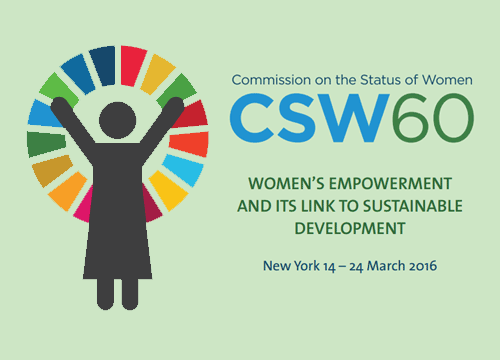 Commission on the Status of Women
CSW60
WOMEN’S EMPOWERMENT
AND ITS LINK TO SUSTAINABLE
DEVELOPMENT
New York 14 – 24 March 2016